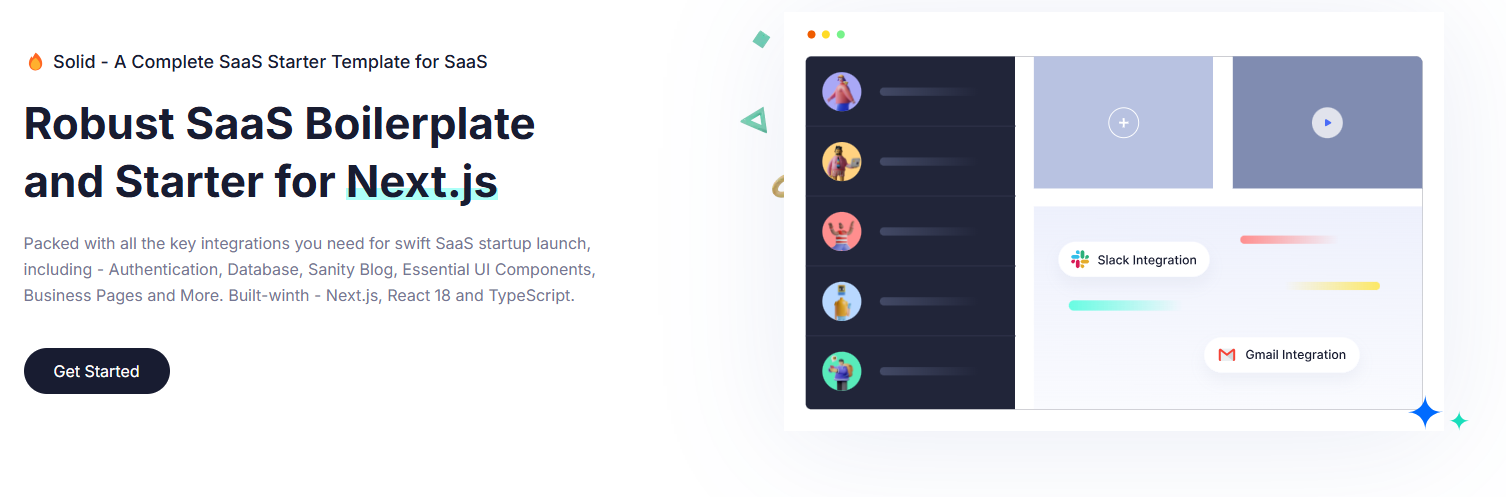 🔥 Solid - A Complete SaaS Starter Template for SaaS
Robust SaaS Boilerplate
and Starter for Next.js
Packed with all the key integrations you need for swift SaaS startup launch,
including - Authentication, Database, Sanity Blog, Essential UI Components,
Business Pages and More. Built-winth - Next.js, React 18 and TypeScript.
Get Started
Slack Integration
Gmail Integration